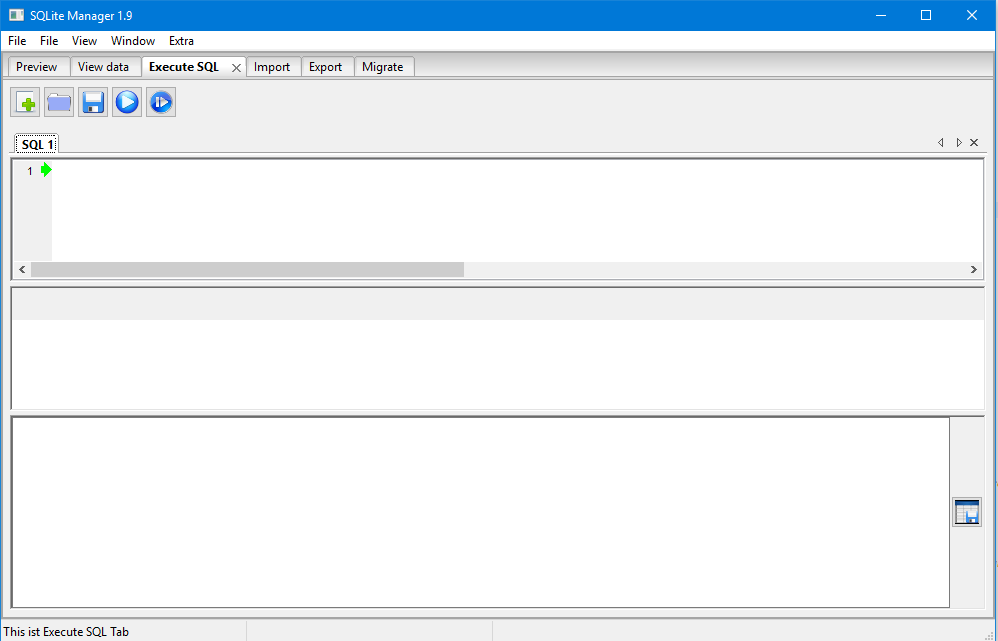 SQLite Manager 1.9
File File View Window Extra
Preview View data Execute SQL Import Export Migrate
SQL 1
1
This ist Execute SQL Tab